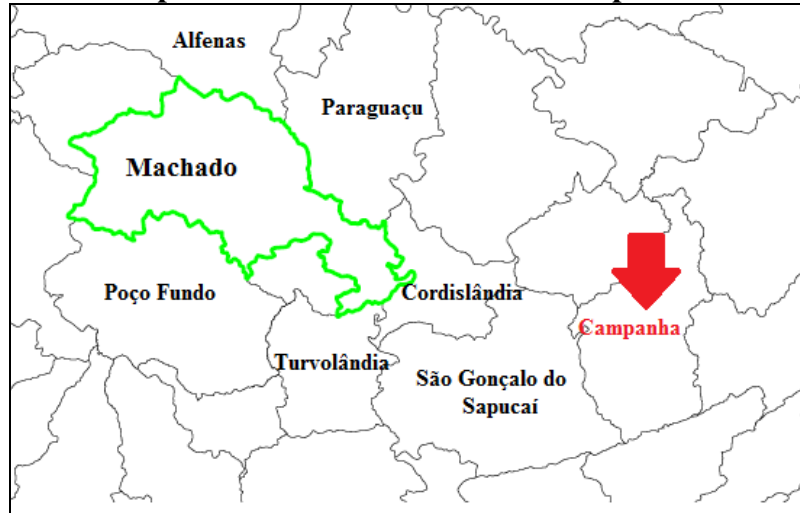 Alfenas
Paraguaçu
Machado
Poço Fundo
Cordislândia
Campanha
Turvolândia
São Gonçalo do
Sapucaí